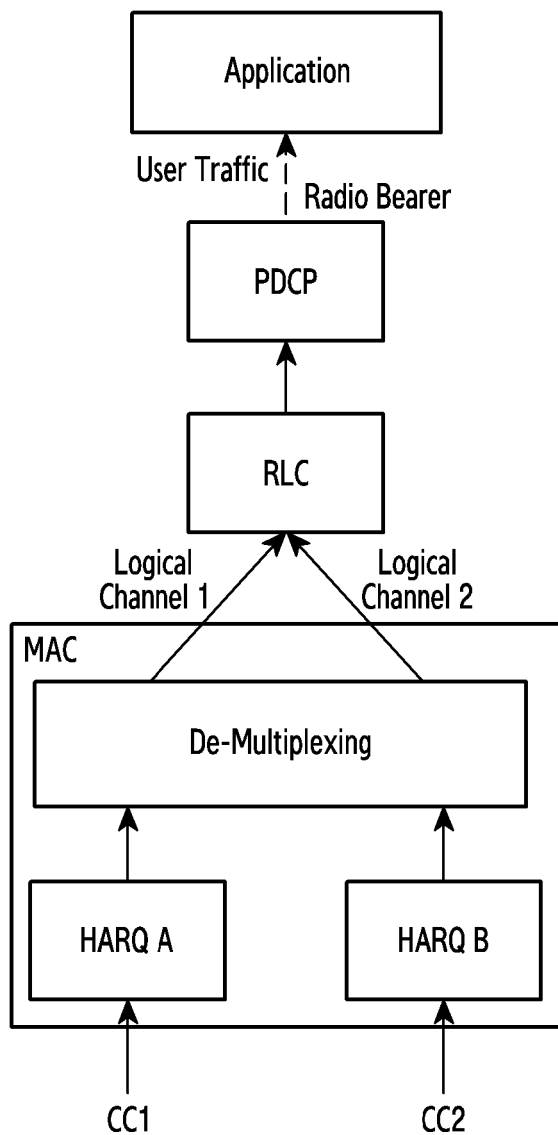 Application
User Traffic
Radio Bearer
PDCP
RLC
Logical
Channel 1
Logical
Channel 2
MAC
De-Multiplexing
HARQ A
HARQ B
CC1
CC2